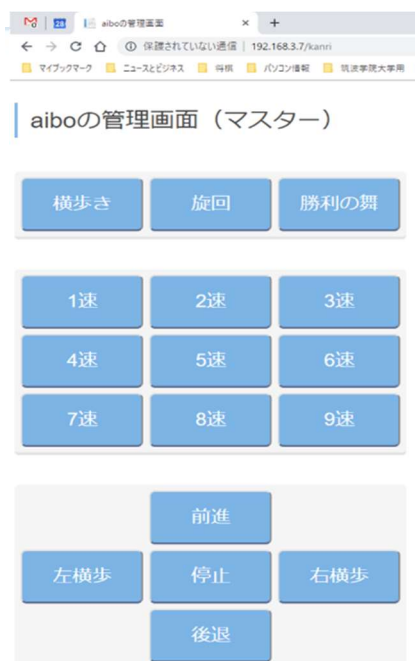 aiboの管理画面
保護されていない通信 | 192.168.3.7/kanri
マイブックマーク ニュースとビジネス 将棋 パソコン情報 筑波学院大学用
aiboの管理画面（マスター）
横歩き 旋回 勝利の舞
1速 2速 3速
4速 5速 6速
7速 8速 9速
前進
左横歩 停止 右横歩
後退